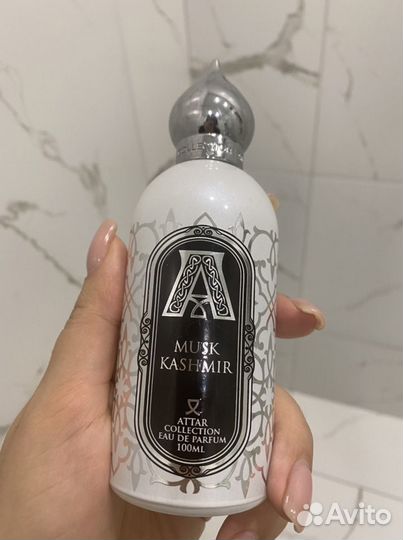 A
MUSK
KASHMIR
ATTAR
COLLECTION
EAU DE PARFUM
100ML
Avito